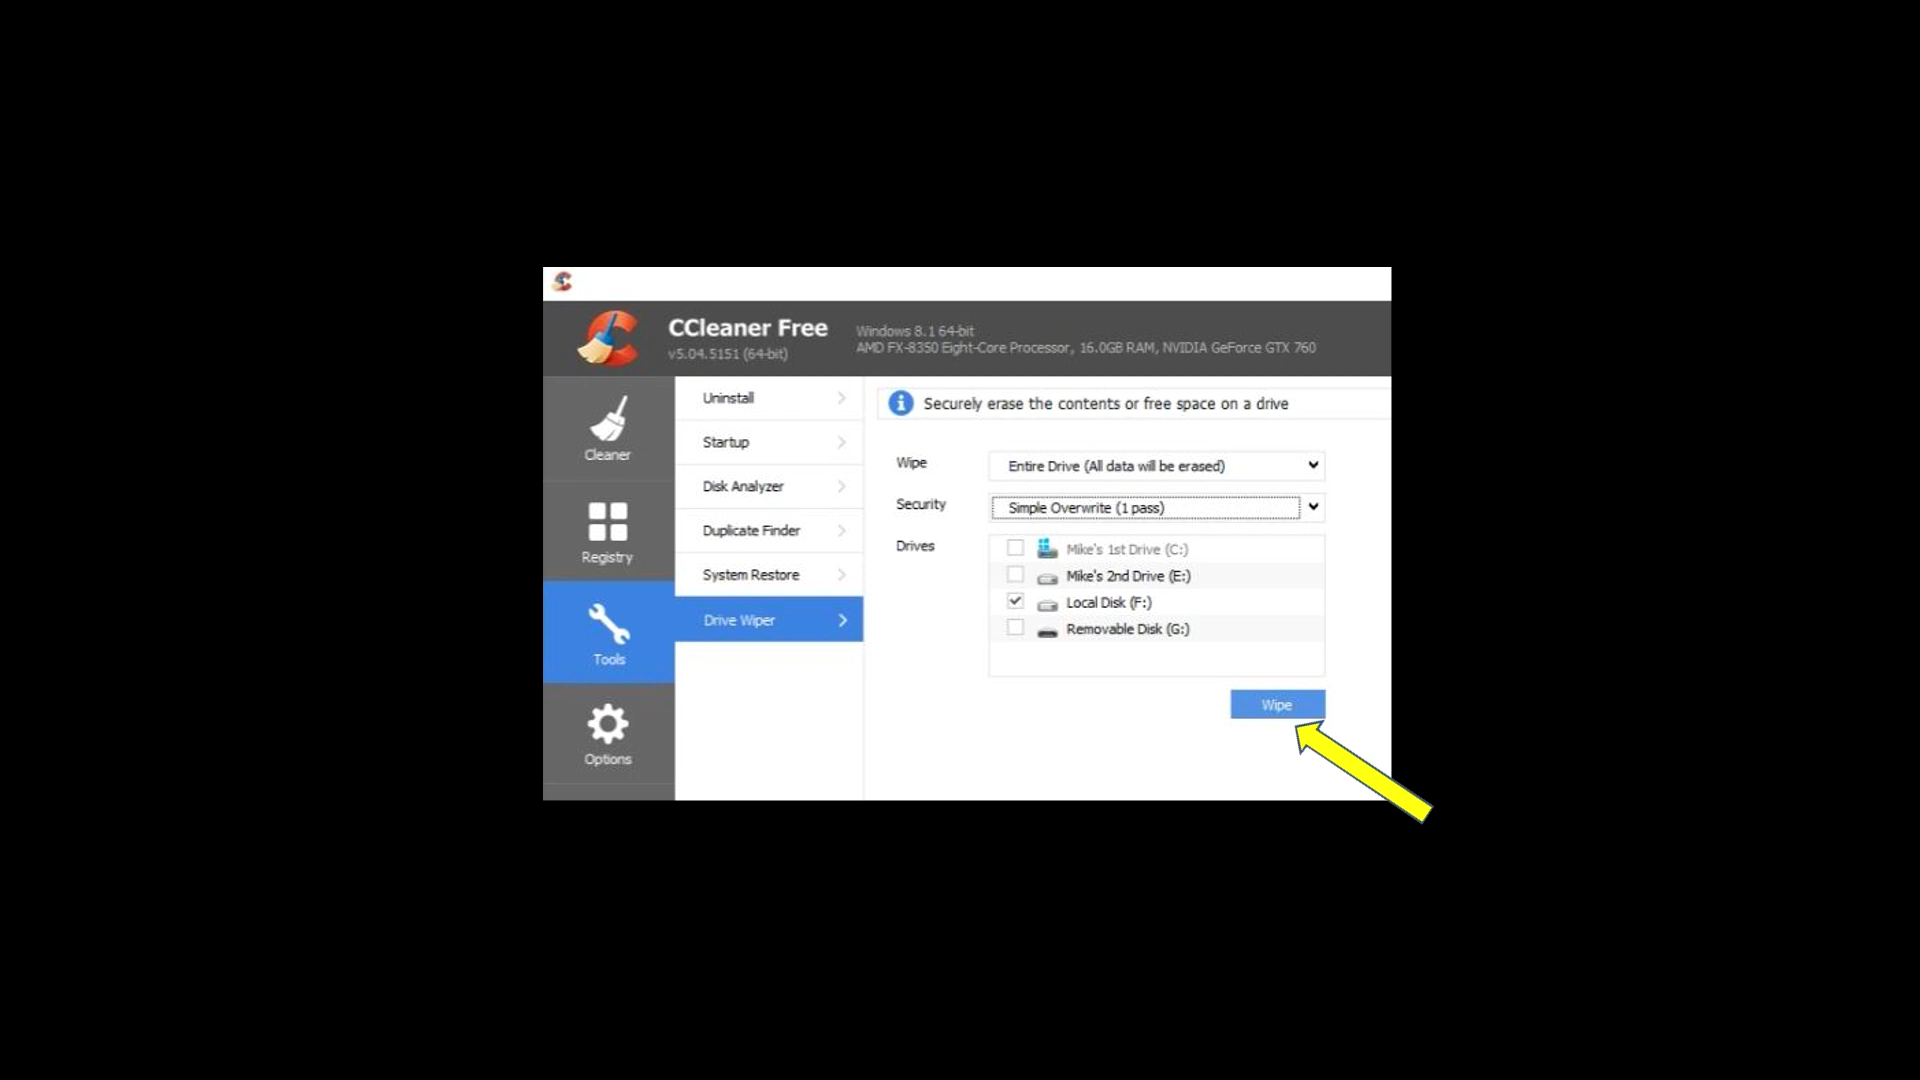 CCleaner Free
v5.04.5151 (64-bit)
Windows 8.1 64-bit
AMD FX-8350 Eight-Core Processor, 16.0GB RAM, NVIDIA GeForce GTX 760
Cleaner
Registry
Tools
Options
Uninstall
Startup
Disk Analyzer
Duplicate Finder
System Restore
Drive Wiper
Securely erase the contents or free space on a drive
Wipe
Entire Drive (All data will be erased)
Security
Simple Overwrite (1 pass)
Drives
Mike's 1st Drive (C:)
Mike's 2nd Drive (E:)
Local Disk (F:)
Removable Disk (G:)
Wipe